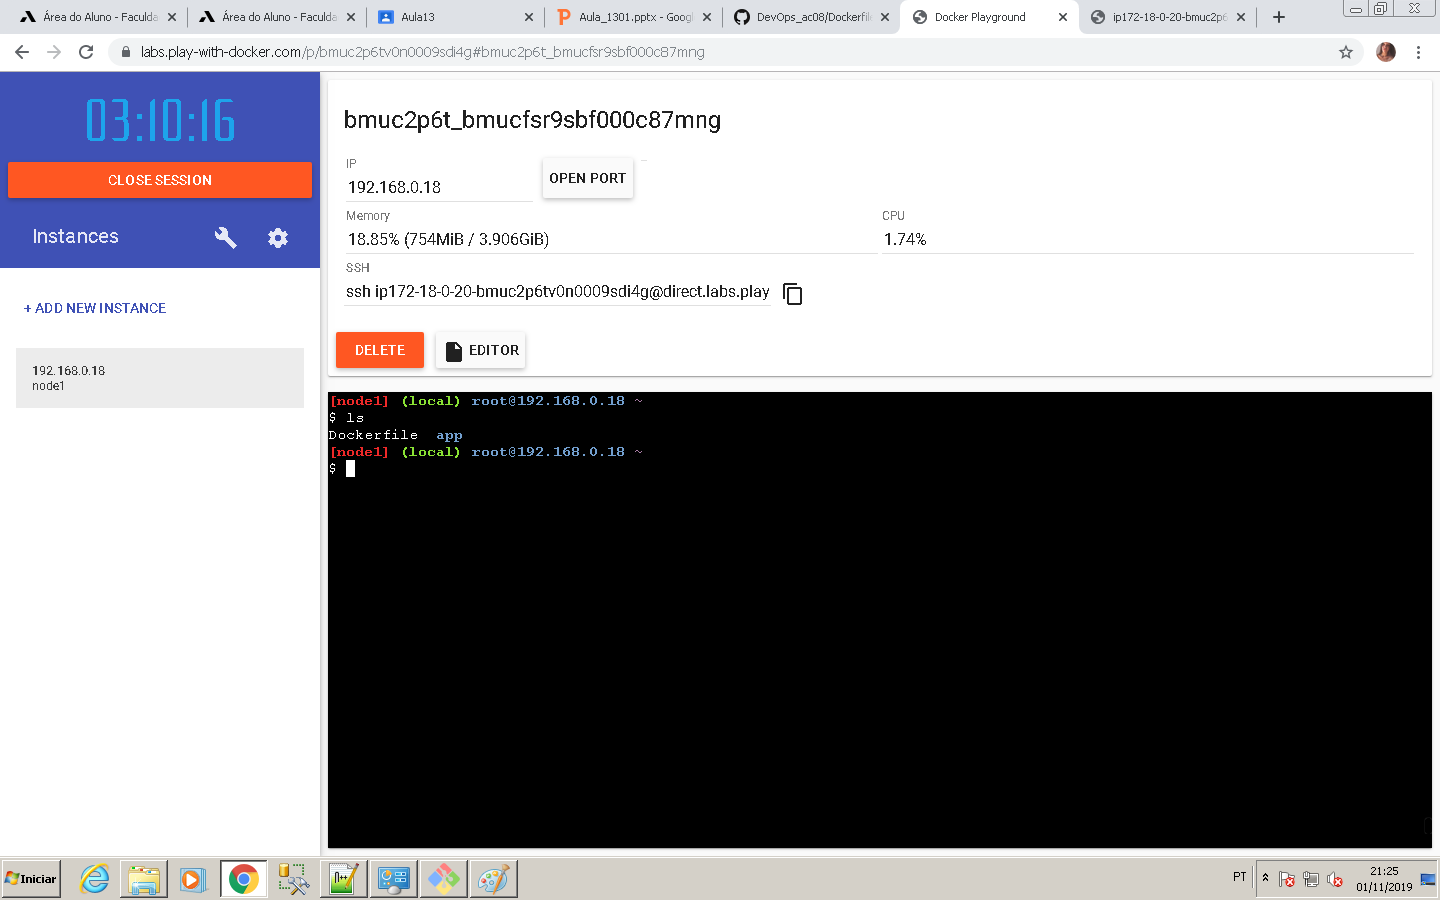 Área do Aluno - Faculda
Área do Aluno - Faculda
Aula13
Aula_1301.pptx - Goog
DevOps_ac08/Dockerfil
Docker Playground
ip172-18-0-20-bmuc2p6
labs.play-with-docker.com/p/bmuc2p6tv0n0009sdi4g#bmuc2p6t_bmucfsr9sbf000c87mng
03:10:16
CLOSE SESSION
Instances
+ ADD NEW INSTANCE
192.168.0.18
node1
bmuc2p6t_bmucfsr9sbf000c87mng
IP
192.168.0.18
OPEN PORT
Memory
18.85% (754MiB / 3.906GiB)
CPU
1.74%
SSH
ssh ip172-18-0-20-bmuc2p6tv0n0009sdi4g@direct.labs.play
DELETE
EDITOR
[node1] (local) root@192.168.0.18 ~
$ ls
Dockerfile app
[node1] (local) root@192.168.0.18 ~
$
Iniciar
PT
21:25
01/11/2019